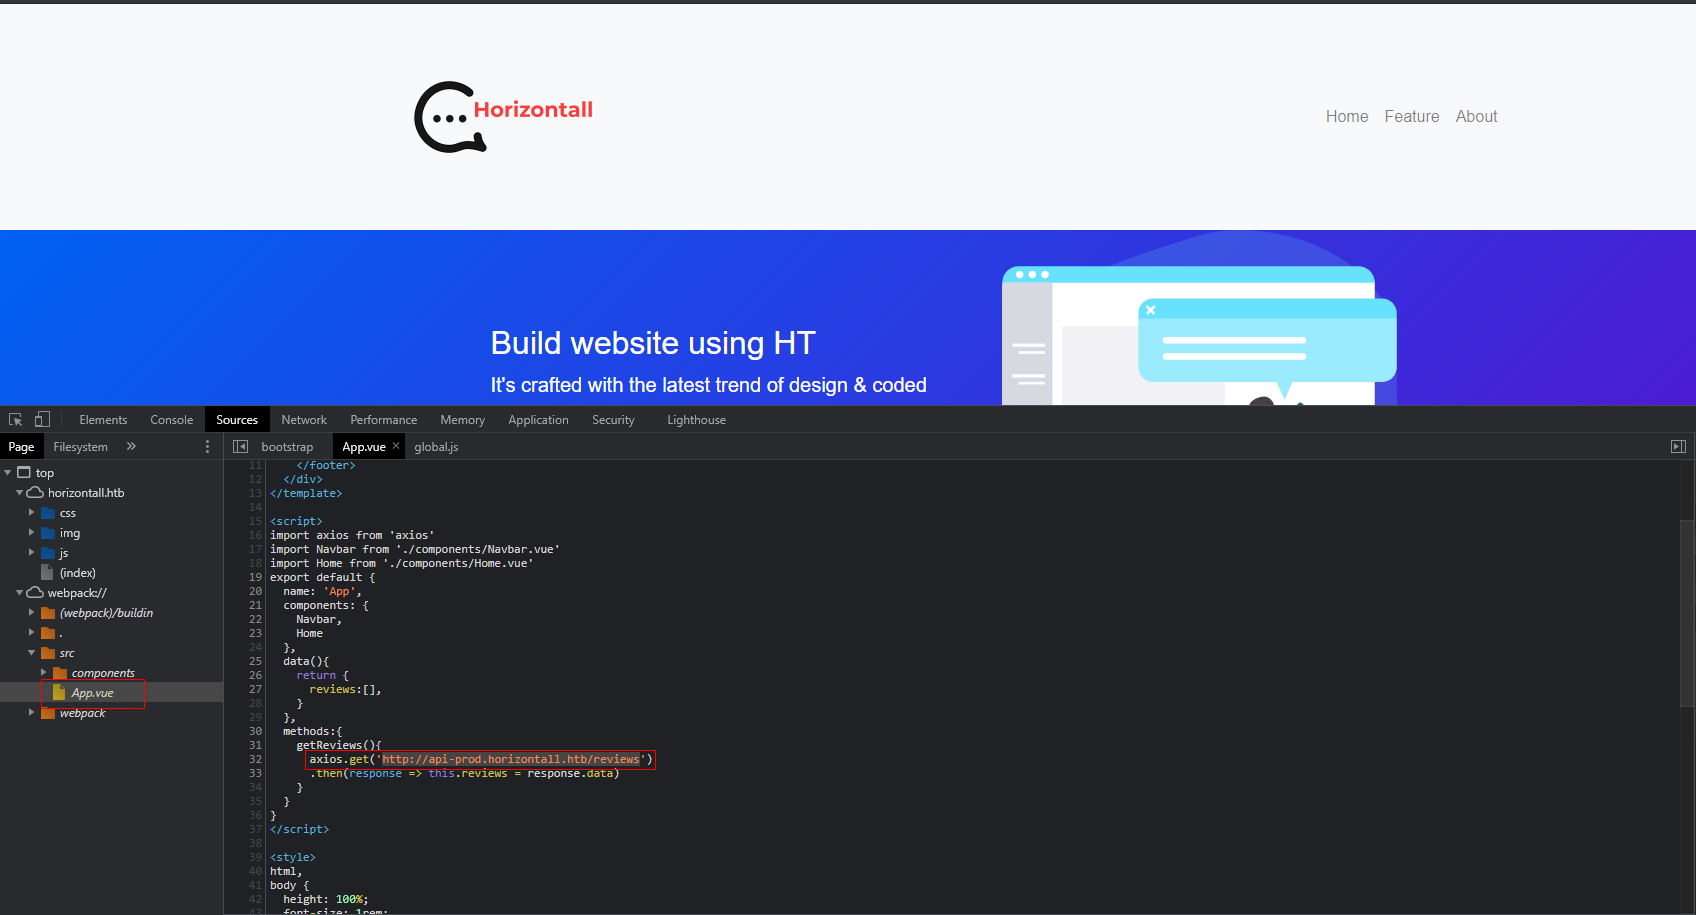 Horizontall
Home Feature About
Build website using HT
It's crafted with the latest trend of design & coded
Elements Console Sources Network Performance Memory Application Security Lighthouse
Page Filesystem » bootstrap App.vue × global.js
top
horizontall.htb
css
img
js
(index)
webpack://
(webpack)/buildin
.
src
components
App.vue
webpack
11 </footer>
12 </div>
13 </template>
14
15 <script>
16 import axios from 'axios'
17 import Navbar from './components/Navbar.vue'
18 import Home from './components/Home.vue'
19 export default {
20 name: 'App',
21 components: {
22 Navbar,
23 Home
24 },
25 data(){
26 return {
27 reviews:[],
28 }
29 },
30 methods:{
31 getReviews(){
32 axios.get('http://api-prod.horizontall.htb/reviews')
33 .then(response => this.reviews = response.data)
34 }
35 }
36 }
37 </script>
38
39 <style>
40 html,
41 body {
42 height: 100%;
43 font-size: 1rem;